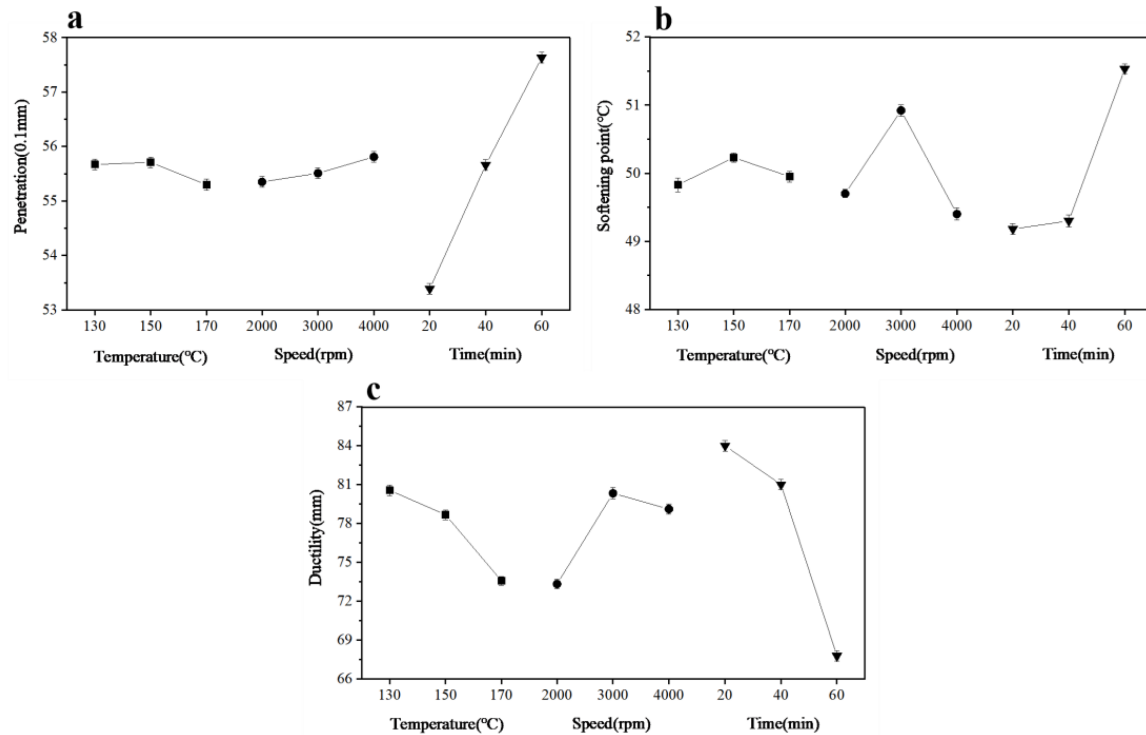 a
58
57
56
55
54
53
Penetration(0.1mm)
130 150 170 2000 3000 4000 20 40 60
Temperature(°C) Speed(rpm) Time(min)
b
52
51
50
49
48
Softening point(°C)
130 150 170 2000 3000 4000 20 40 60
Temperature(°C) Speed(rpm) Time(min)
c
87
84
81
78
75
72
69
66
Ductility(mm)
130 150 170 2000 3000 4000 20 40 60
Temperature(°C) Speed(rpm) Time(min)